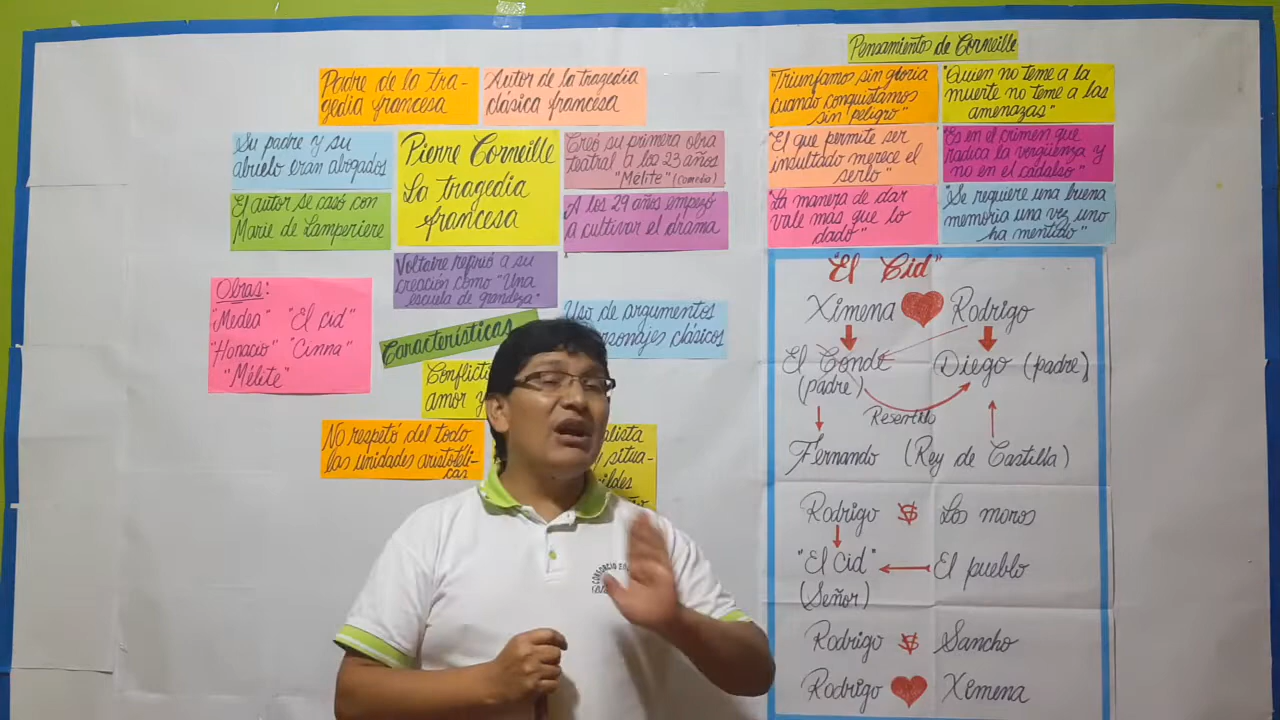 Pensamientos de Corneille
Padre de la tra-
gedia francesa
Autor de la tragedia
clásica francesa
Su padre y su
abuelo eran abogados
Pierre Corneille
La tragedia
francesa
Creó su primera obra
teatral a los 23 años
"Mélite" (comedia)
El autor se casó con
Marie de Lamperiere
A los 29 años empezó
a cultivar el drama
Voltaire refirió a su
creación como "Una
escuela de grandeza"
Obras:
"Medea" "El cid"
"Horacio" "Cinna"
"Mélite"
Características
Uso de argumentos
personajes clásicos
Conflict
amor y
No respetó del todo
las unidades aristotéli-
cas
alista
situa-
ildes
"Triunfamos sin gloria
cuando conquistamos
sin peligro"
"Quien no teme a la
muerte no teme a las
amenazas"
"El que permite ser
insultado merece el
serlo"
"Es en el crimen que
radica la vergüenza y
no en el cadalso"
"La manera de dar
vale más que lo
dado"
"Se requiere una buena
memoria una vez uno
ha mentido"
"El Cid"
Ximena Rodrigo
El Conde Diego (padre)
(padre)
Resentido
Fernando (Rey de Castilla)
Rodrigo VS Los moros
"El Cid" El pueblo
(Señor)
Rodrigo VS Sancho
Rodrigo Ximena